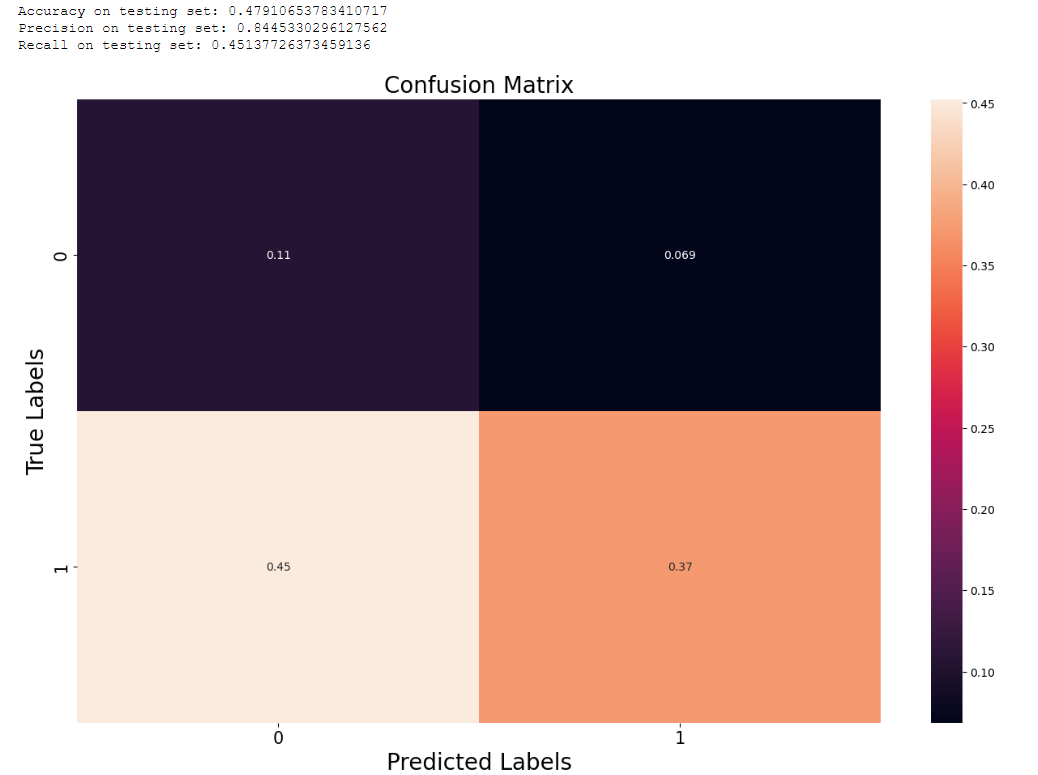 Accuracy on testing set: 0.47910653783410717
Precision on testing set: 0.8445330296127562
Recall on testing set: 0.45137726373459136
Confusion Matrix
0.45
0.40
0.35
0.30
0.25
0.20
0.15
0.10
True Labels
0
0.11
0.069
1
0.45
0.37
0
1
Predicted Labels